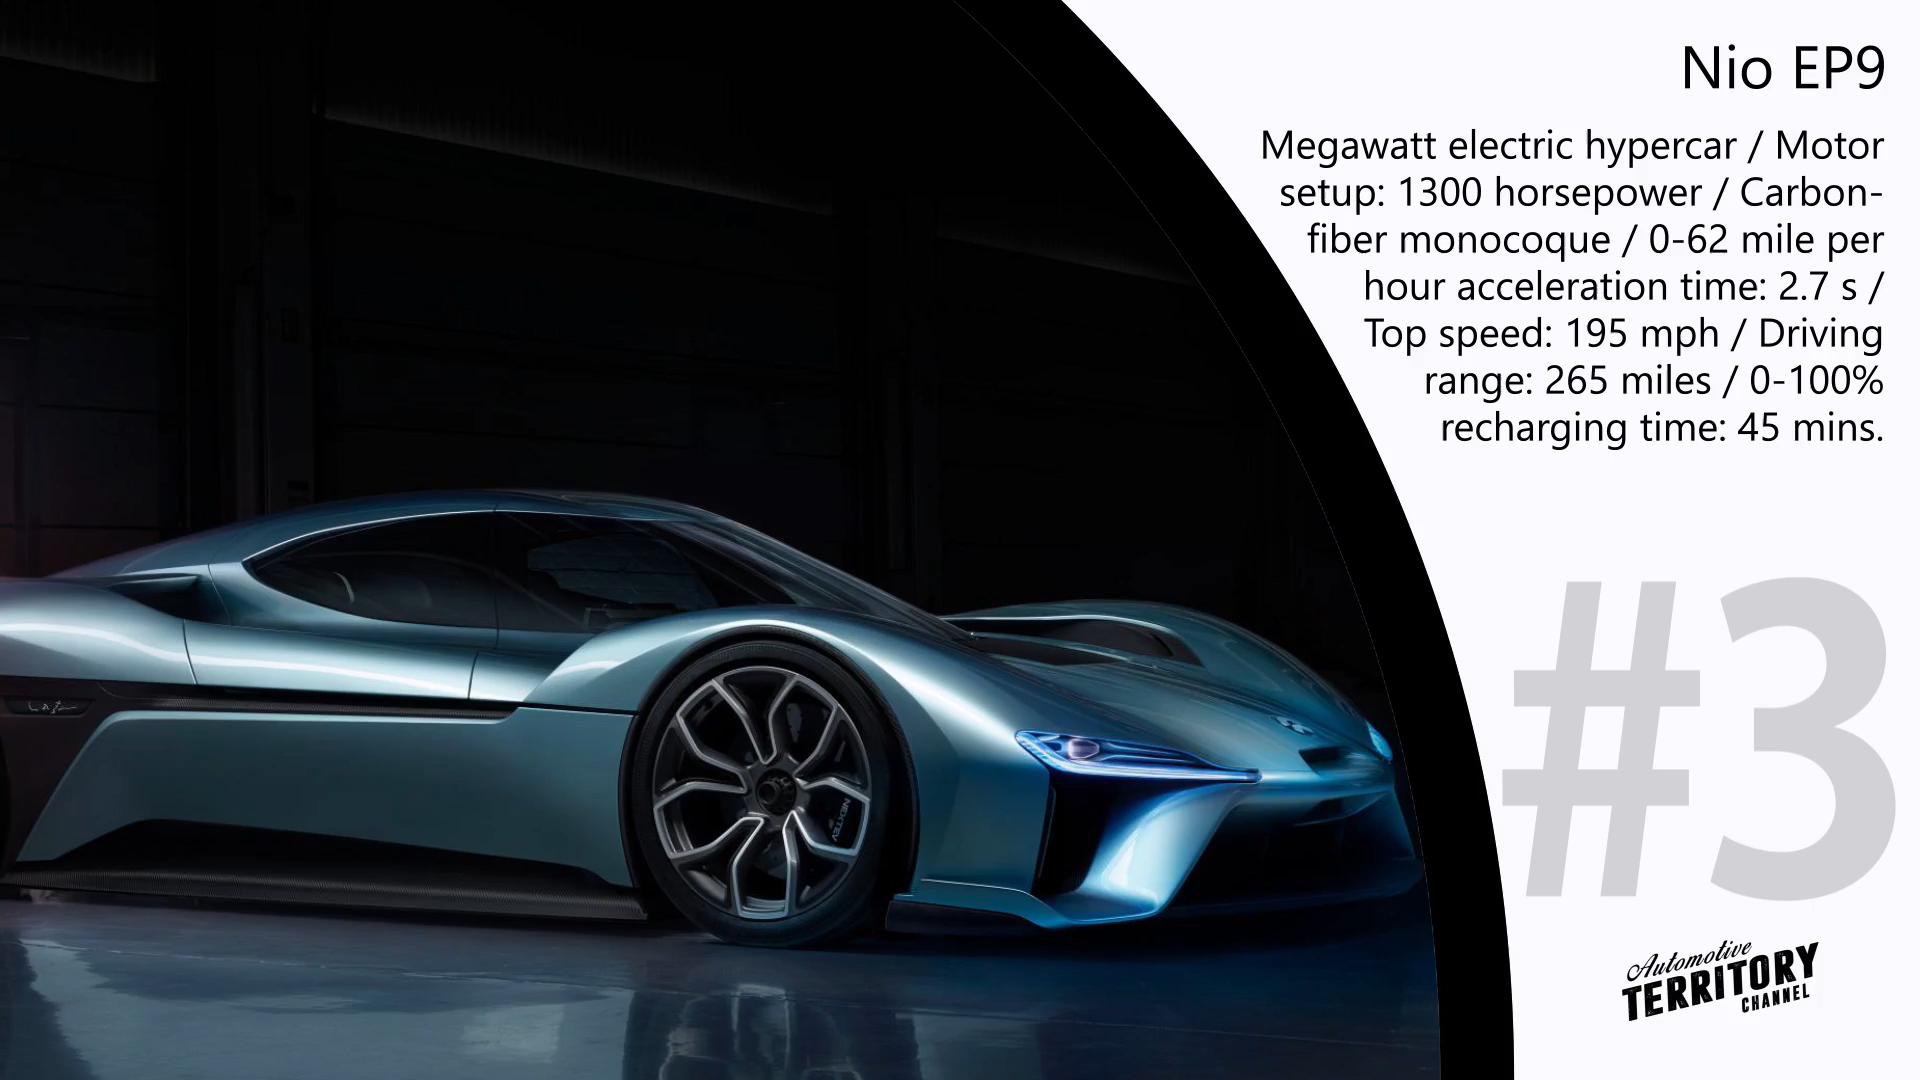 Nio EP9
Megawatt electric hypercar / Motor
setup: 1300 horsepower / Carbon-
fiber monocoque / 0-62 mile per
hour acceleration time: 2.7 s /
Top speed: 195 mph / Driving
range: 265 miles / 0-100%
recharging time: 45 mins.
#3
NEXTEV
Automotive
TERRITORY
CHANNEL